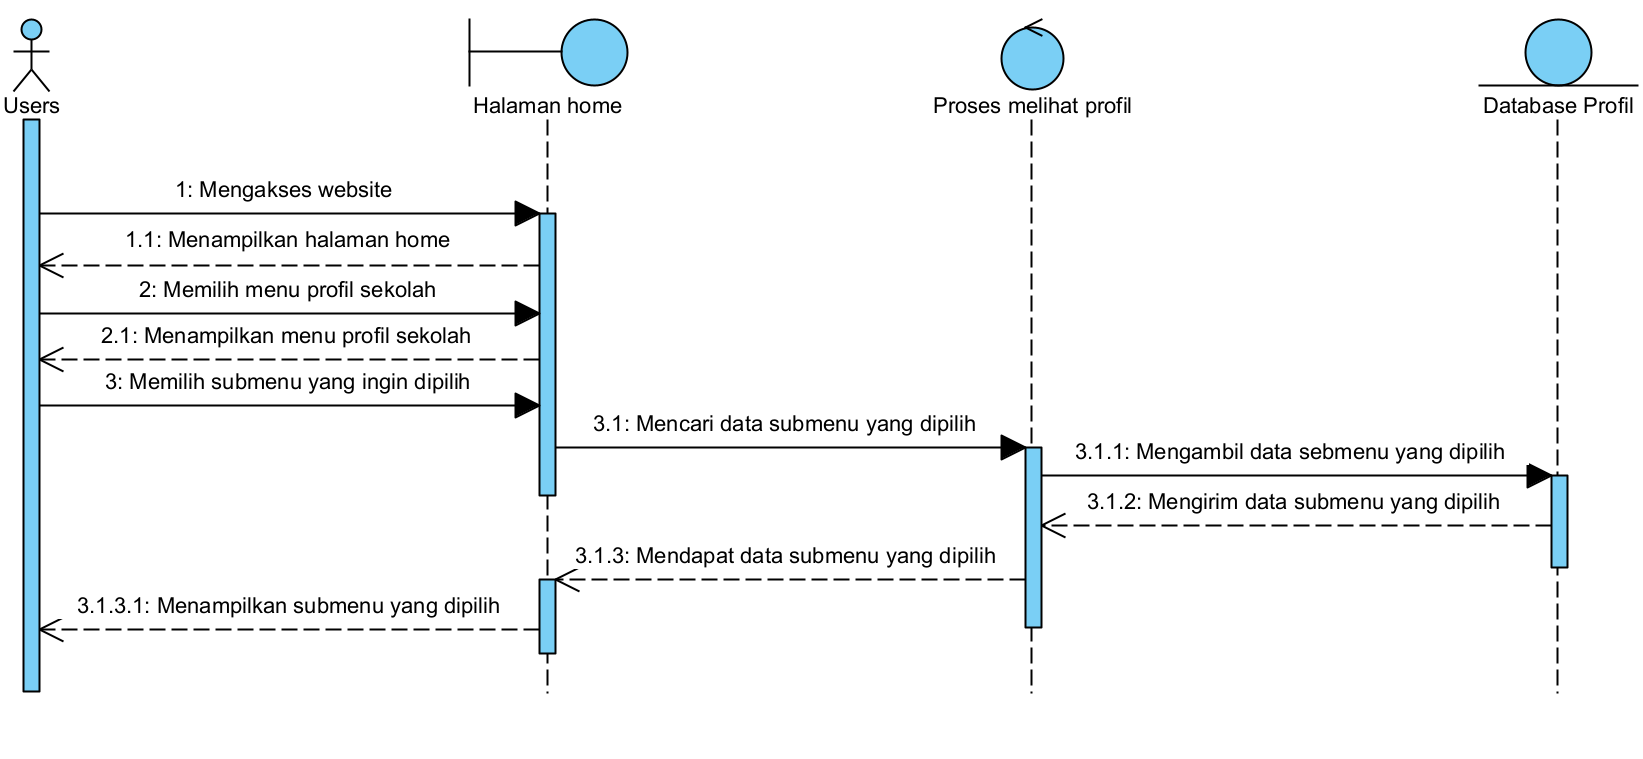 Users
Halaman home
Proses melihat profil
Database Profil
1: Mengakses website
1.1: Menampilkan halaman home
2: Memilih menu profil sekolah
2.1: Menampilkan menu profil sekolah
3: Memilih submenu yang ingin dipilih
3.1: Mencari data submenu yang dipilih
3.1.1: Mengambil data sebmenu yang dipilih
3.1.2: Mengirim data submenu yang dipilih
3.1.3: Mendapat data submenu yang dipilih
3.1.3.1: Menampilkan submenu yang dipilih